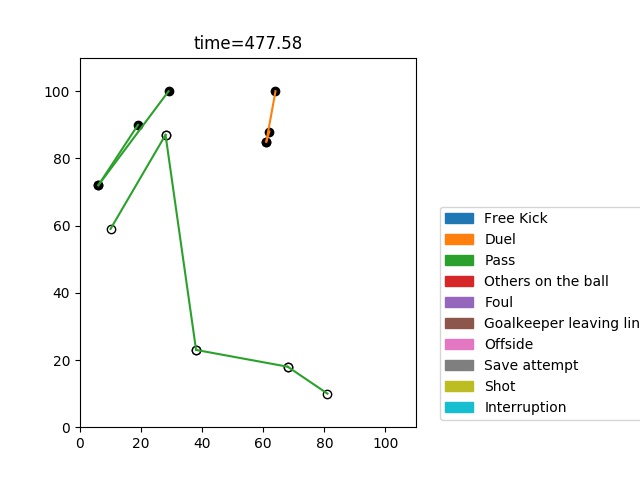 time=477.58
100
80
60
40
20
0
0 20 40 60 80 100
Free Kick
Duel
Pass
Others on the ball
Foul
Goalkeeper leaving lin
Offside
Save attempt
Shot
Interruption